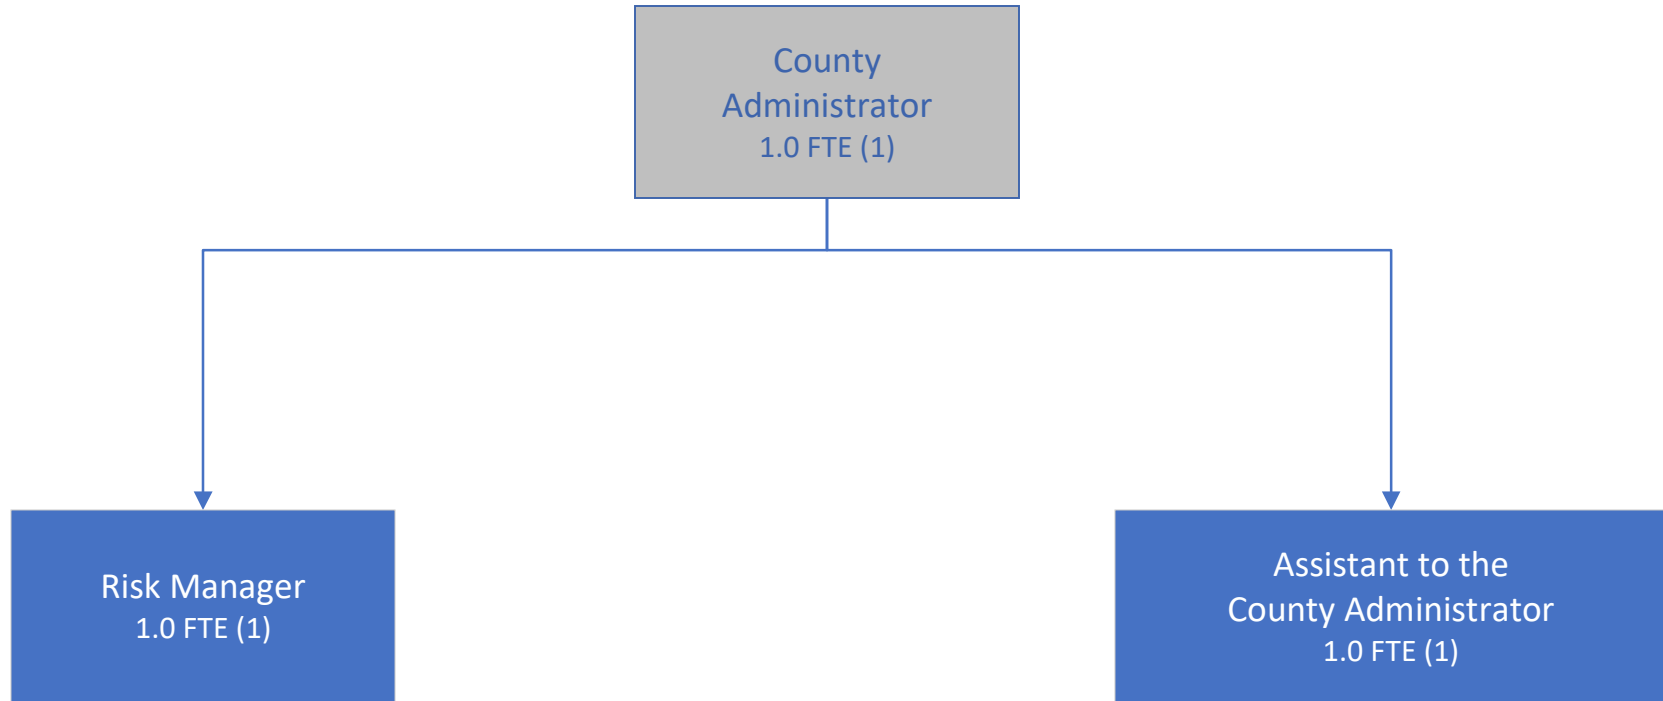 County
Administrator
1.0 FTE (1)
Risk Manager
1.0 FTE (1)
Assistant to the
County Administrator
1.0 FTE (1)